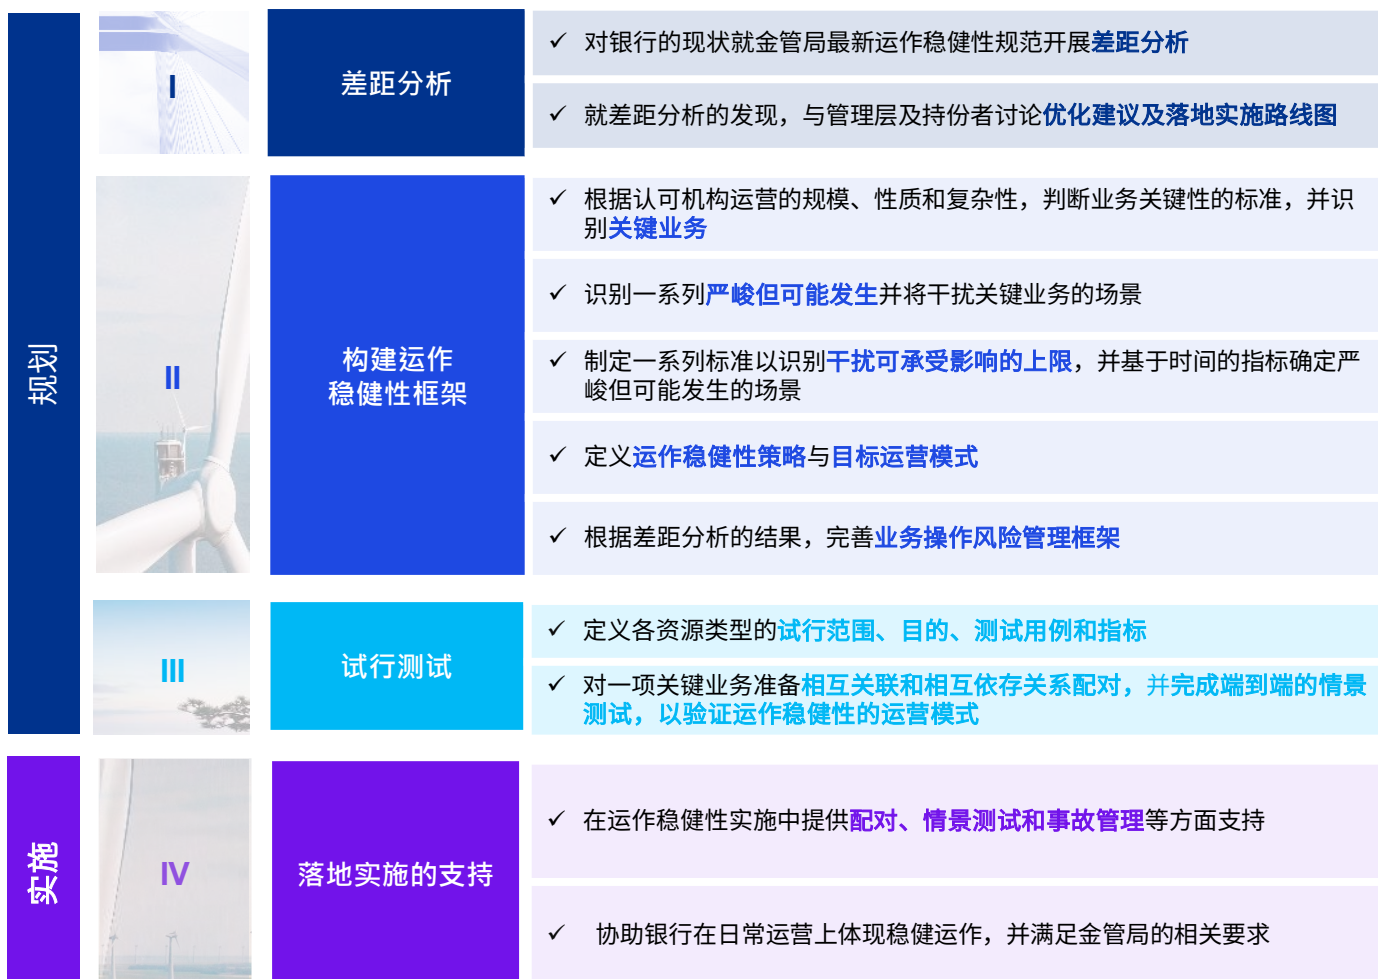 规划
I
差距分析
对银行的现状就金管局最新运作稳健性规范开展差距分析
就差距分析的发现，与管理层及持份者讨论优化建议及落地实施路线图
II
构建运作
稳健性框架
根据认可机构运营的规模、性质和复杂性，判断业务关键性的标准，并识
别关键业务
识别一系列严峻但可能发生并将干扰关键业务的场景
制定一系列标准以识别干扰可承受影响的上限，并基于时间的指标确定严
峻但可能发生的场景
定义运作稳健性策略与目标运营模式
根据差距分析的结果，完善业务操作风险管理框架
III
试行测试
定义各资源类型的试行范围、目的、测试用例和指标
对一项关键业务准备相互关联和相互依存关系配对，并完成端到端的情景
测试，以验证运作稳健性的运营模式
实施
IV
落地实施的支持
在运作稳健性实施中提供配对、情景测试和事故管理等方面支持
协助银行在日常运营上体现稳健运作，并满足金管局的相关要求